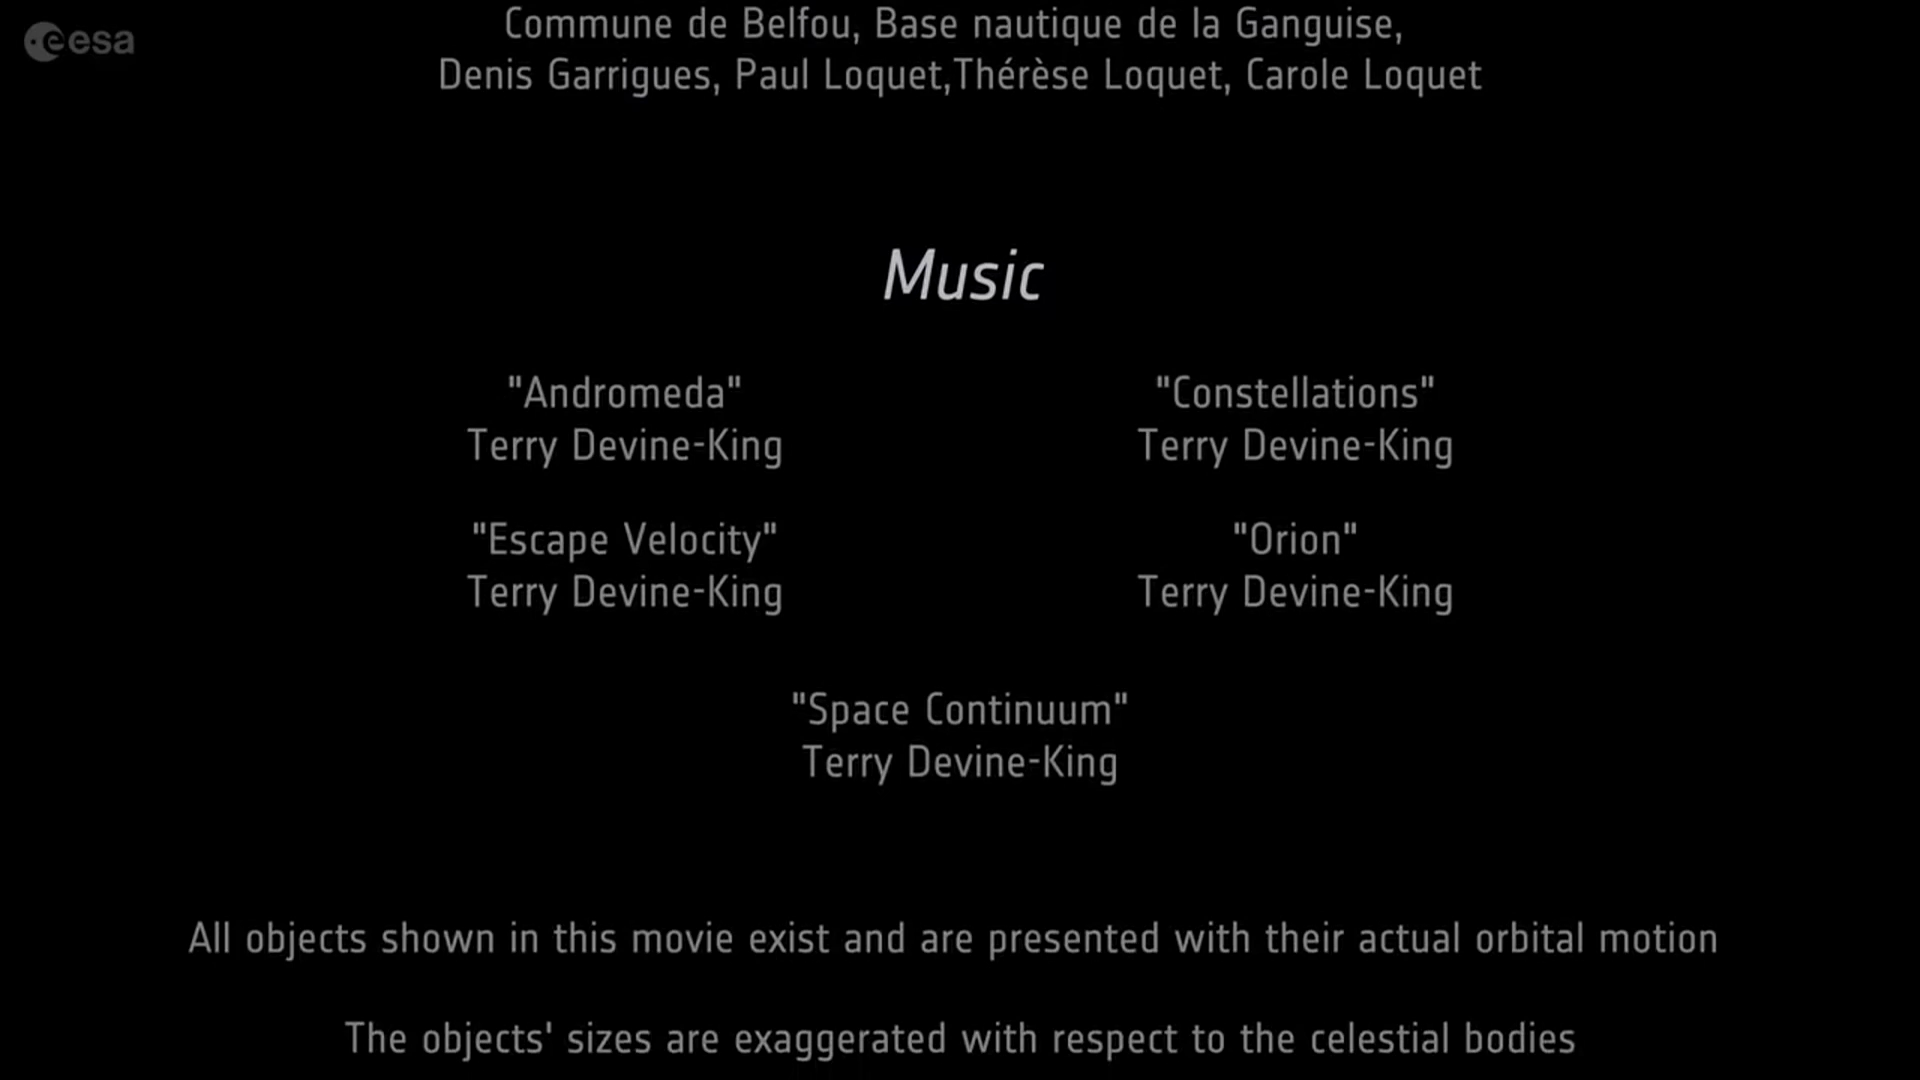 esa
Commune de Belfou, Base nautique de la Ganguise,
Denis Garrigues, Paul Loquet,Thérèse Loquet, Carole Loquet
Music
"Andromeda"
Terry Devine-King
"Constellations"
Terry Devine-King
"Escape Velocity"
Terry Devine-King
"Orion"
Terry Devine-King
"Space Continuum"
Terry Devine-King
All objects shown in this movie exist and are presented with their actual orbital motion
The objects' sizes are exaggerated with respect to the celestial bodies